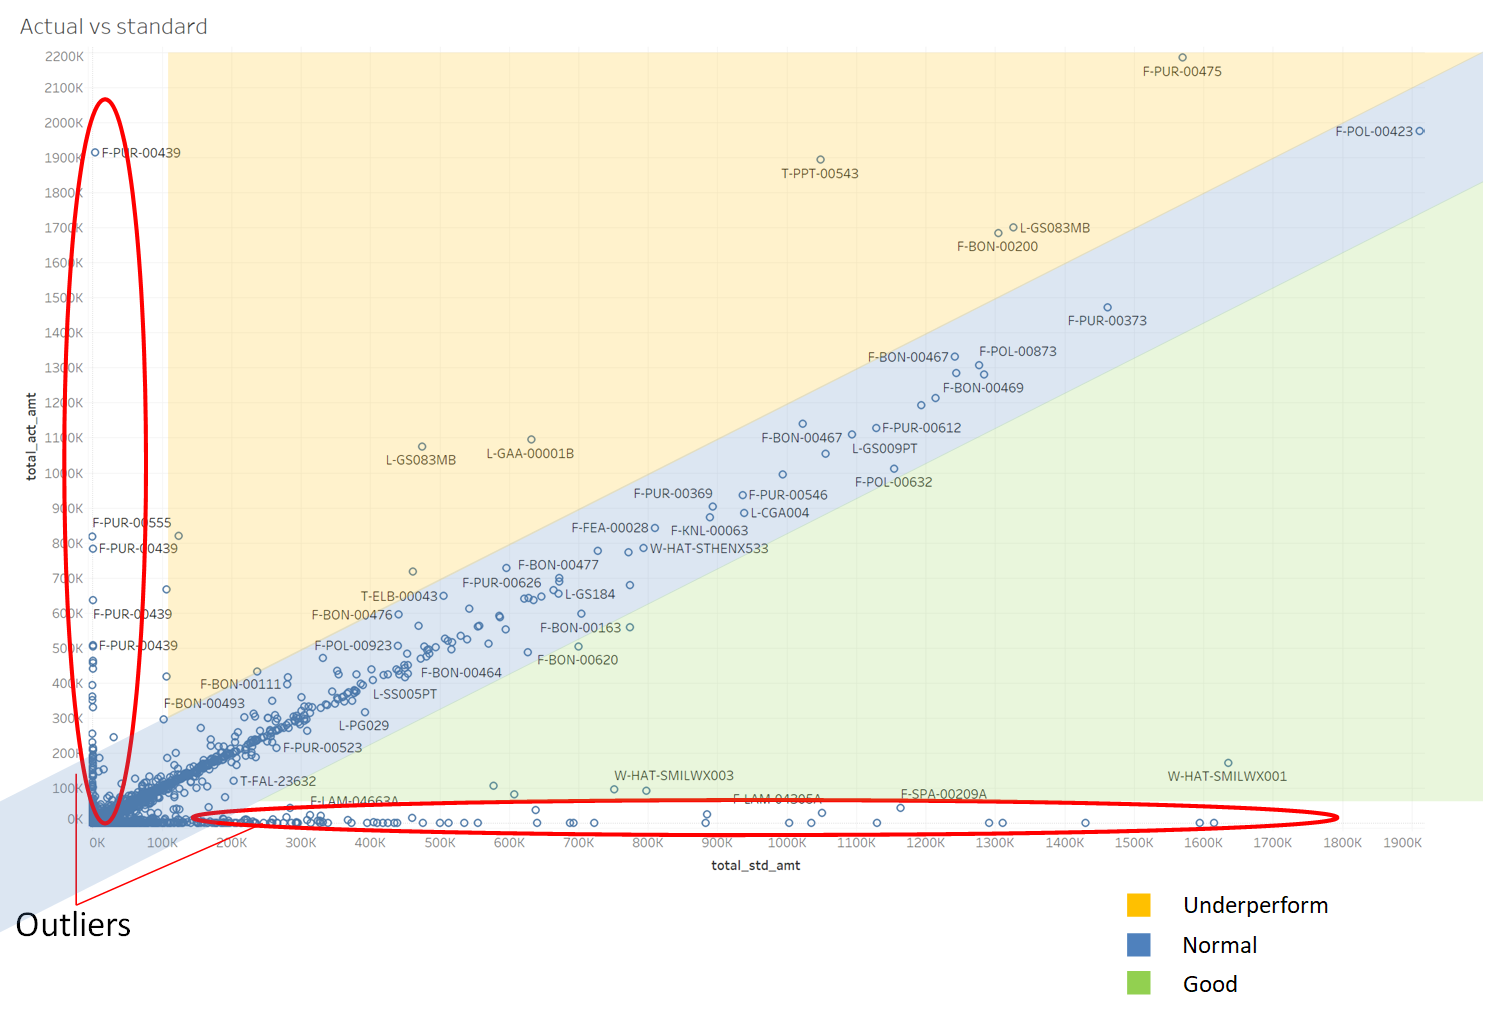 Actual vs standard
2200K
2100K
2000K
1900K
1800K
1700K
1600K
1500K
1400K
1300K
1200K
1100K
1000K
900K
800K
700K
600K
500K
400K
300K
200K
100K
0K
total_act_amt
F-PUR-00475
F-POL-00423
F-PUR-00439
T-PPT-00543
L-GS083MB
F-BON-00200
F-PUR-00373
F-POL-00873
F-BON-00467
F-BON-00469
F-PUR-00612
F-BON-00467
L-GS009PT
L-GAA-00001B
L-GS083MB
F-POL-00632
F-PUR-00369
F-PUR-00546
L-CGA004
F-PUR-00555
F-FEA-00028
F-KNL-00063
F-PUR-00439
W-HAT-STHENX533
F-BON-00477
F-PUR-00626
T-ELB-00043
L-GS184
F-PUR-00439
F-BON-00476
F-BON-00163
F-PUR-00439
F-POL-00923
F-BON-00620
F-BON-00464
F-BON-00111
L-SS005PT
F-BON-00493
L-PG029
F-PUR-00523
T-FAL-23632
W-HAT-SMILWX003
W-HAT-SMILWX001
F-LAM-04663A
F-LAM-04306A
F-SPA-00209A
0K
100K
200K
300K
400K
500K
600K
700K
800K
900K
1000K
1100K
1200K
1300K
1400K
1500K
1600K
1700K
1800K
1900K
total_std_amt
Outliers
Underperform
Normal
Good